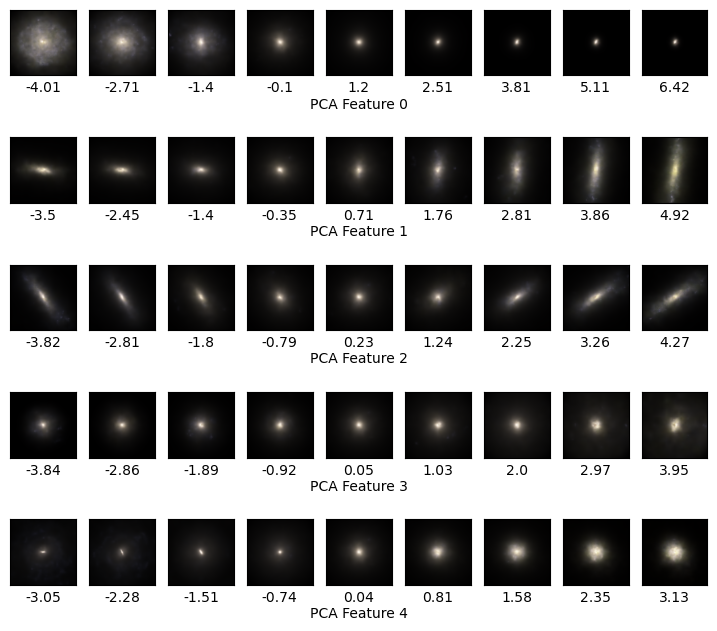 -4.01 -2.71 -1.4 -0.1 1.2 2.51 3.81 5.11 6.42
PCA Feature 0
-3.5 -2.45 -1.4 -0.35 0.71 1.76 2.81 3.86 4.92
PCA Feature 1
-3.82 -2.81 -1.8 -0.79 0.23 1.24 2.25 3.26 4.27
PCA Feature 2
-3.84 -2.86 -1.89 -0.92 0.05 1.03 2.0 2.97 3.95
PCA Feature 3
-3.05 -2.28 -1.51 -0.74 0.04 0.81 1.58 2.35 3.13
PCA Feature 4